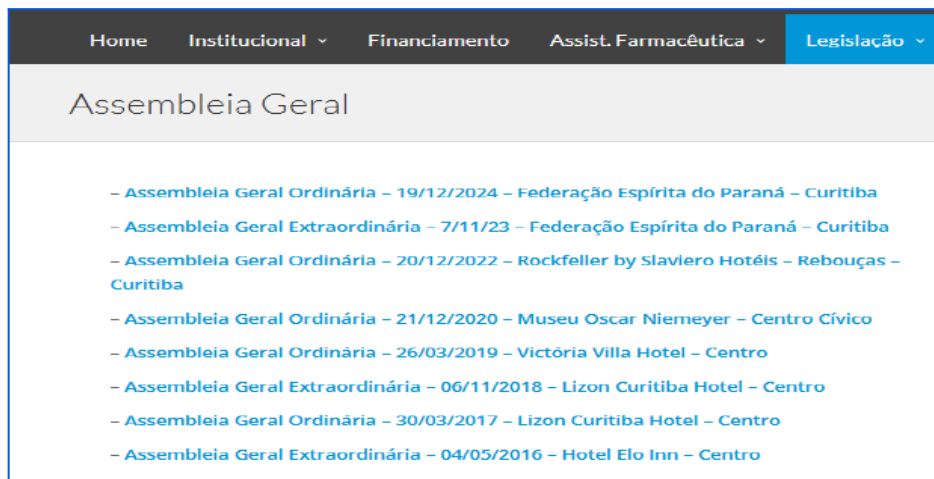 Home Institucional Financiamento Assist. Farmacêutica Legislação
Assembleia Geral
– Assembleia Geral Ordinária – 19/12/2024 – Federação Espírita do Paraná – Curitiba
– Assembleia Geral Extraordinária – 7/11/23 – Federação Espírita do Paraná – Curitiba
– Assembleia Geral Ordinária – 20/12/2022 – Rockfeller by Slaviero Hotéis – Rebouças –
Curitiba
– Assembleia Geral Ordinária – 21/12/2020 – Museu Oscar Niemeyer – Centro Cívico
– Assembleia Geral Ordinária – 26/03/2019 – Victória Villa Hotel – Centro
– Assembleia Geral Extraordinária – 06/11/2018 – Lizon Curitiba Hotel – Centro
– Assembleia Geral Ordinária – 30/03/2017 – Lizon Curitiba Hotel – Centro
– Assembleia Geral Extraordinária – 04/05/2016 – Hotel Elo Inn – Centro